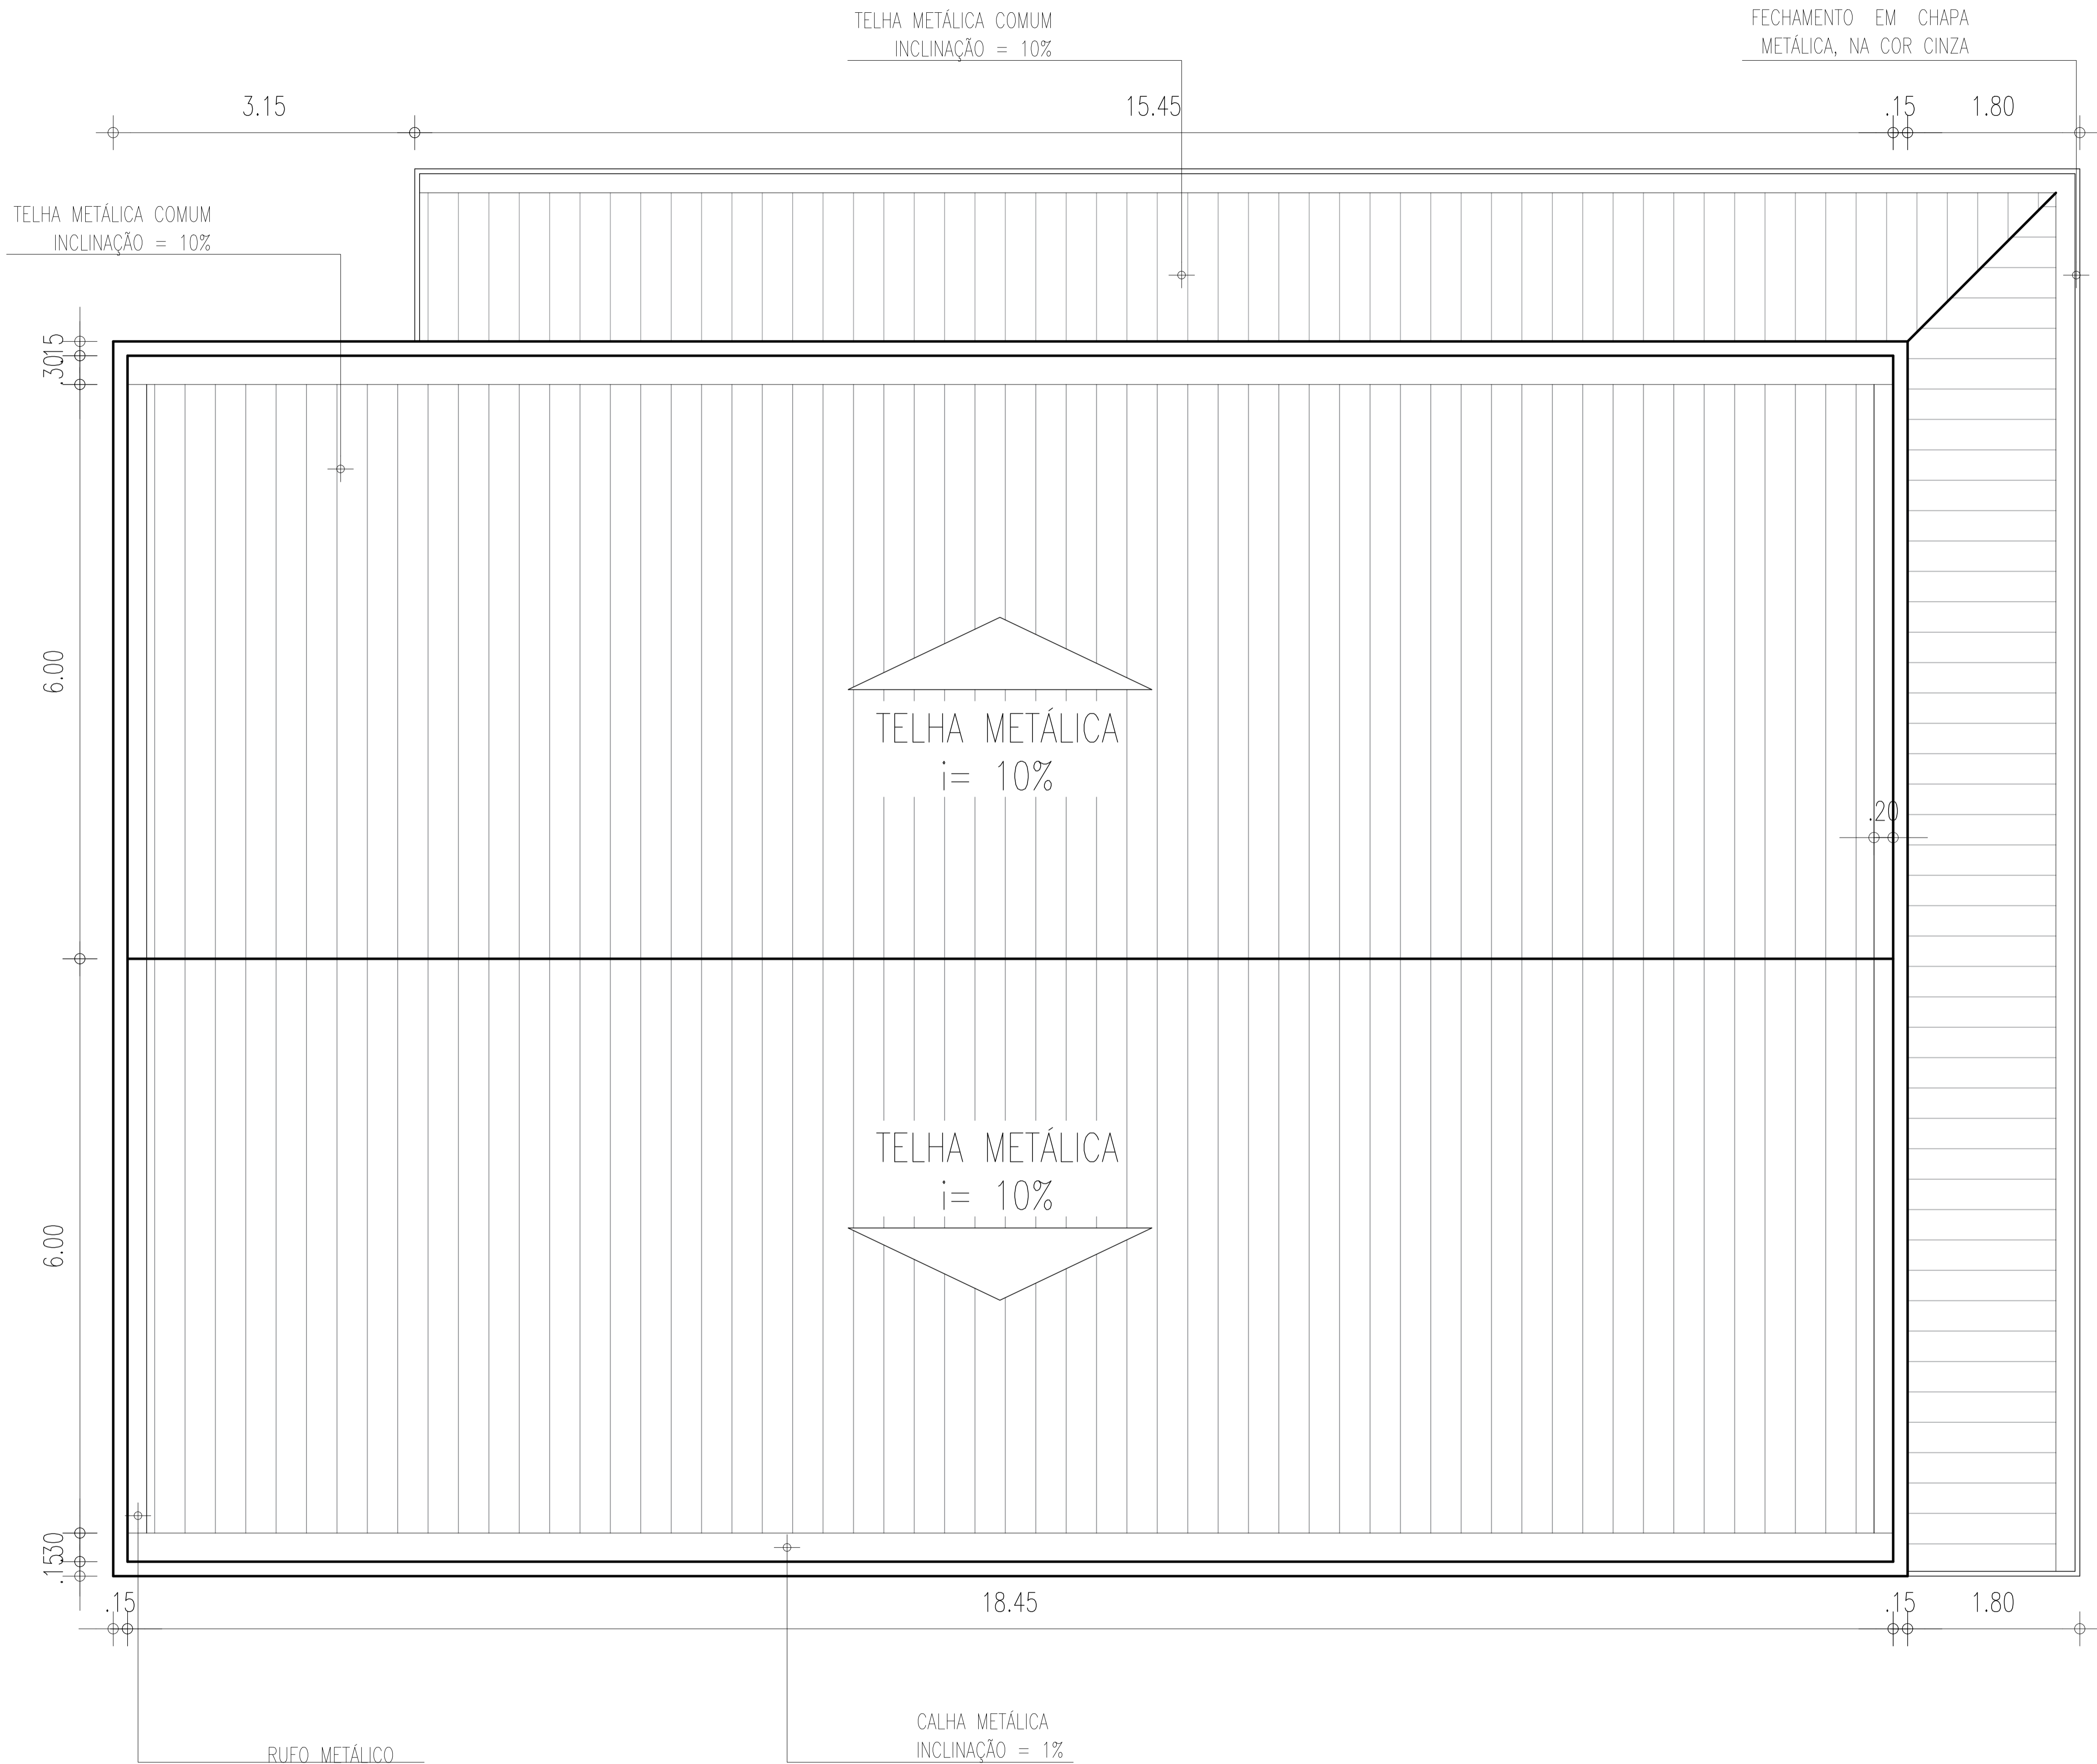 TELHA METÁLICA COMUM
INCLINAÇÃO = 10%
FECHAMENTO EM CHAPA
METÁLICA, NA COR CINZA
3.15
15.45
.15
1.80
TELHA METÁLICA COMUM
INCLINAÇÃO = 10%
.15
.30
6.00
TELHA METÁLICA
i= 10%
.20
TELHA METÁLICA
i= 10%
6.00
.30
.15
.15
18.45
.15
1.80
CALHA METÁLICA
INCLINAÇÃO = 1%
RUFO METÁLICO